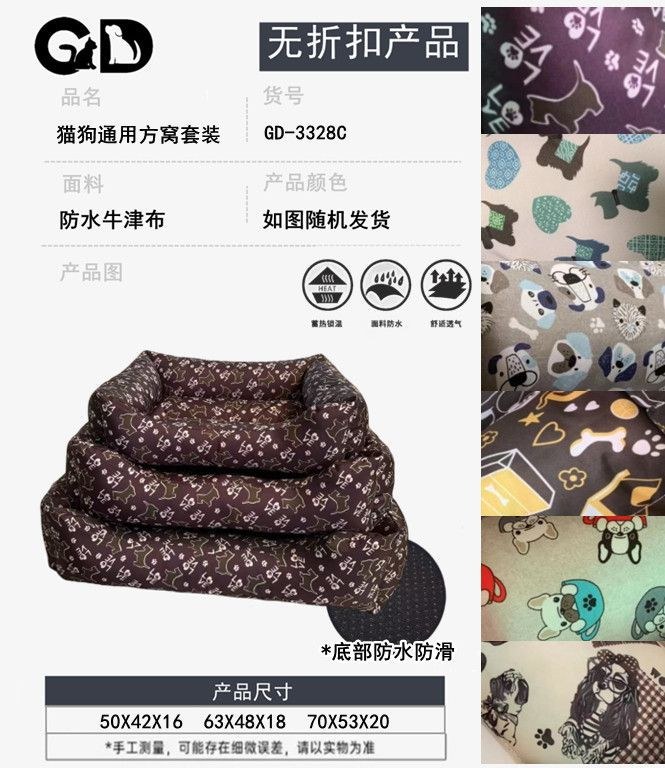 GD
无折扣产品
品名
货号
猫狗通用方窝套装
GD-3328C
面料
产品颜色
防水牛津布
如图随机发货
产品图
HEAT
蓄热锁温
面料防水
舒适透气
*底部防水防滑
产品尺寸
50X42X16 63X48X18 70X53X20
*手工测量，可能存在细微误差，请以实物为准
LOVE